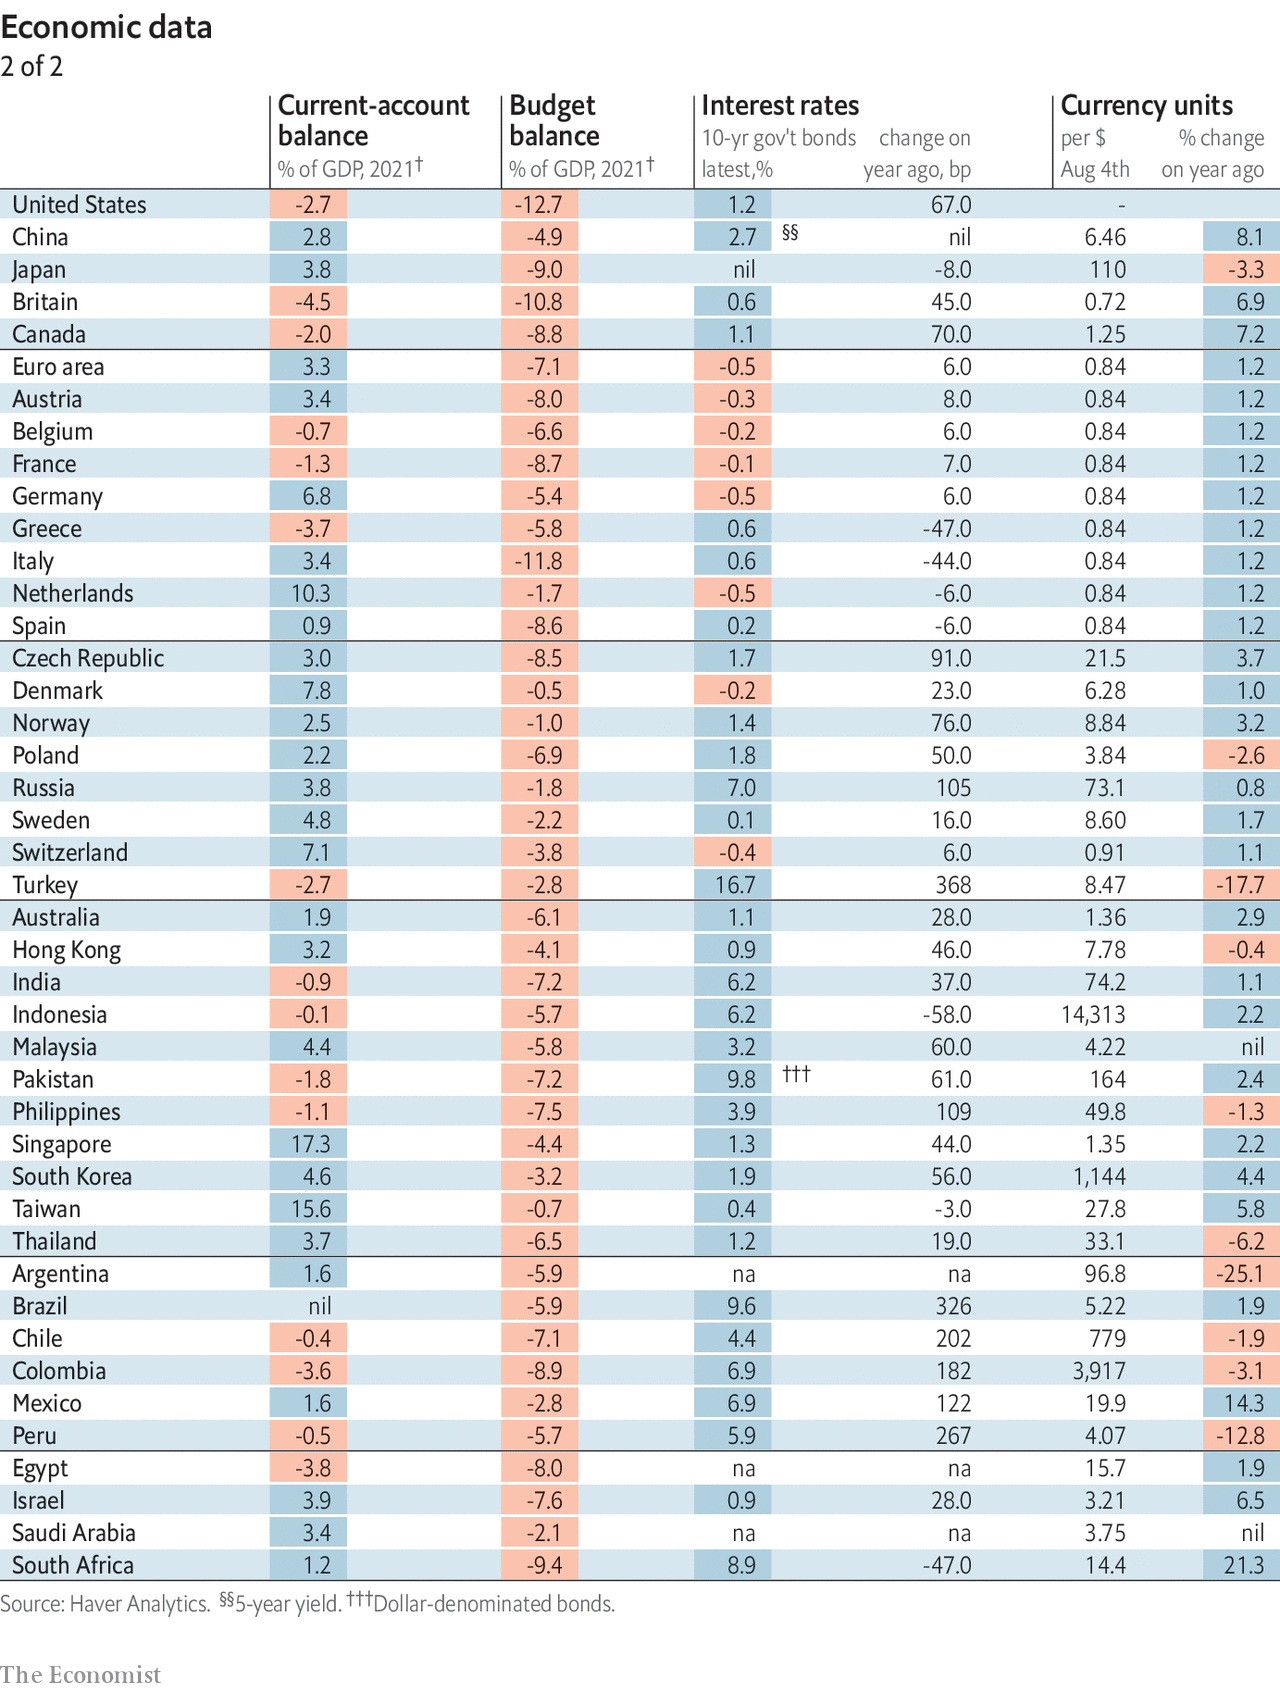 Economic data
2 of 2
Current-account balance % of GDP, 2021† Budget balance % of GDP, 2021† Interest rates 10-yr gov't bonds latest,% change on year ago, bp Currency units per $ Aug 4th % change on year ago
United States -2.7 -12.7 1.2 67.0 -
China 2.8 -4.9 2.7 §§ nil 6.46 8.1
Japan 3.8 -9.0 nil -8.0 110 -3.3
Britain -4.5 -10.8 0.6 45.0 0.72 6.9
Canada -2.0 -8.8 1.1 70.0 1.25 7.2
Euro area 3.3 -7.1 -0.5 6.0 0.84 1.2
Austria 3.4 -8.0 -0.3 8.0 0.84 1.2
Belgium -0.7 -6.6 -0.2 6.0 0.84 1.2
France -1.3 -8.7 -0.1 7.0 0.84 1.2
Germany 6.8 -5.4 -0.5 6.0 0.84 1.2
Greece -3.7 -5.8 0.6 -47.0 0.84 1.2
Italy 3.4 -11.8 0.6 -44.0 0.84 1.2
Netherlands 10.3 -1.7 -0.5 -6.0 0.84 1.2
Spain 0.9 -8.6 0.2 -6.0 0.84 1.2
Czech Republic 3.0 -8.5 1.7 91.0 21.5 3.7
Denmark 7.8 -0.5 -0.2 23.0 6.28 1.0
Norway 2.5 -1.0 1.4 76.0 8.84 3.2
Poland 2.2 -6.9 1.8 50.0 3.84 -2.6
Russia 3.8 -1.8 7.0 105 73.1 0.8
Sweden 4.8 -2.2 0.1 16.0 8.60 1.7
Switzerland 7.1 -3.8 -0.4 6.0 0.91 1.1
Turkey -2.7 -2.8 16.7 368 8.47 -17.7
Australia 1.9 -6.1 1.1 28.0 1.36 2.9
Hong Kong 3.2 -4.1 0.9 46.0 7.78 -0.4
India -0.9 -7.2 6.2 37.0 74.2 1.1
Indonesia -0.1 -5.7 6.2 -58.0 14,313 2.2
Malaysia 4.4 -5.8 3.2 60.0 4.22 nil
Pakistan -1.8 -7.2 9.8 ††† 61.0 164 2.4
Philippines -1.1 -7.5 3.9 109 49.8 -1.3
Singapore 17.3 -4.4 1.3 44.0 1.35 2.2
South Korea 4.6 -3.2 1.9 56.0 1,144 4.4
Taiwan 15.6 -0.7 0.4 -3.0 27.8 5.8
Thailand 3.7 -6.5 1.2 19.0 33.1 -6.2
Argentina 1.6 -5.9 na na 96.8 -25.1
Brazil nil -5.9 9.6 326 5.22 1.9
Chile -0.4 -7.1 4.4 202 779 -1.9
Colombia -3.6 -8.9 6.9 182 3,917 -3.1
Mexico 1.6 -2.8 6.9 122 19.9 14.3
Peru -0.5 -5.7 5.9 267 4.07 -12.8
Egypt -3.8 -8.0 na na 15.7 1.9
Israel 3.9 -7.6 0.9 28.0 3.21 6.5
Saudi Arabia 3.4 -2.1 na na 3.75 nil
South Africa 1.2 -9.4 8.9 -47.0 14.4 21.3
Source: Haver Analytics. §§5-year yield. †††Dollar-denominated bonds.
The Economist